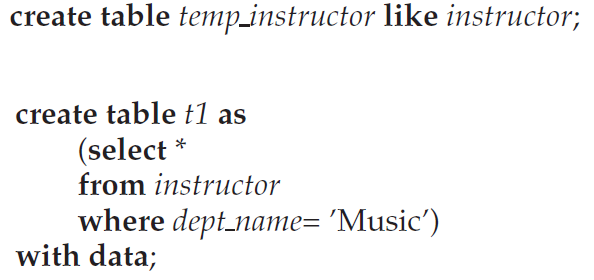 create table temp_instructor like instructor;
create table t1 as
(select *
from instructor
where dept_name= ’Music’)
with data;